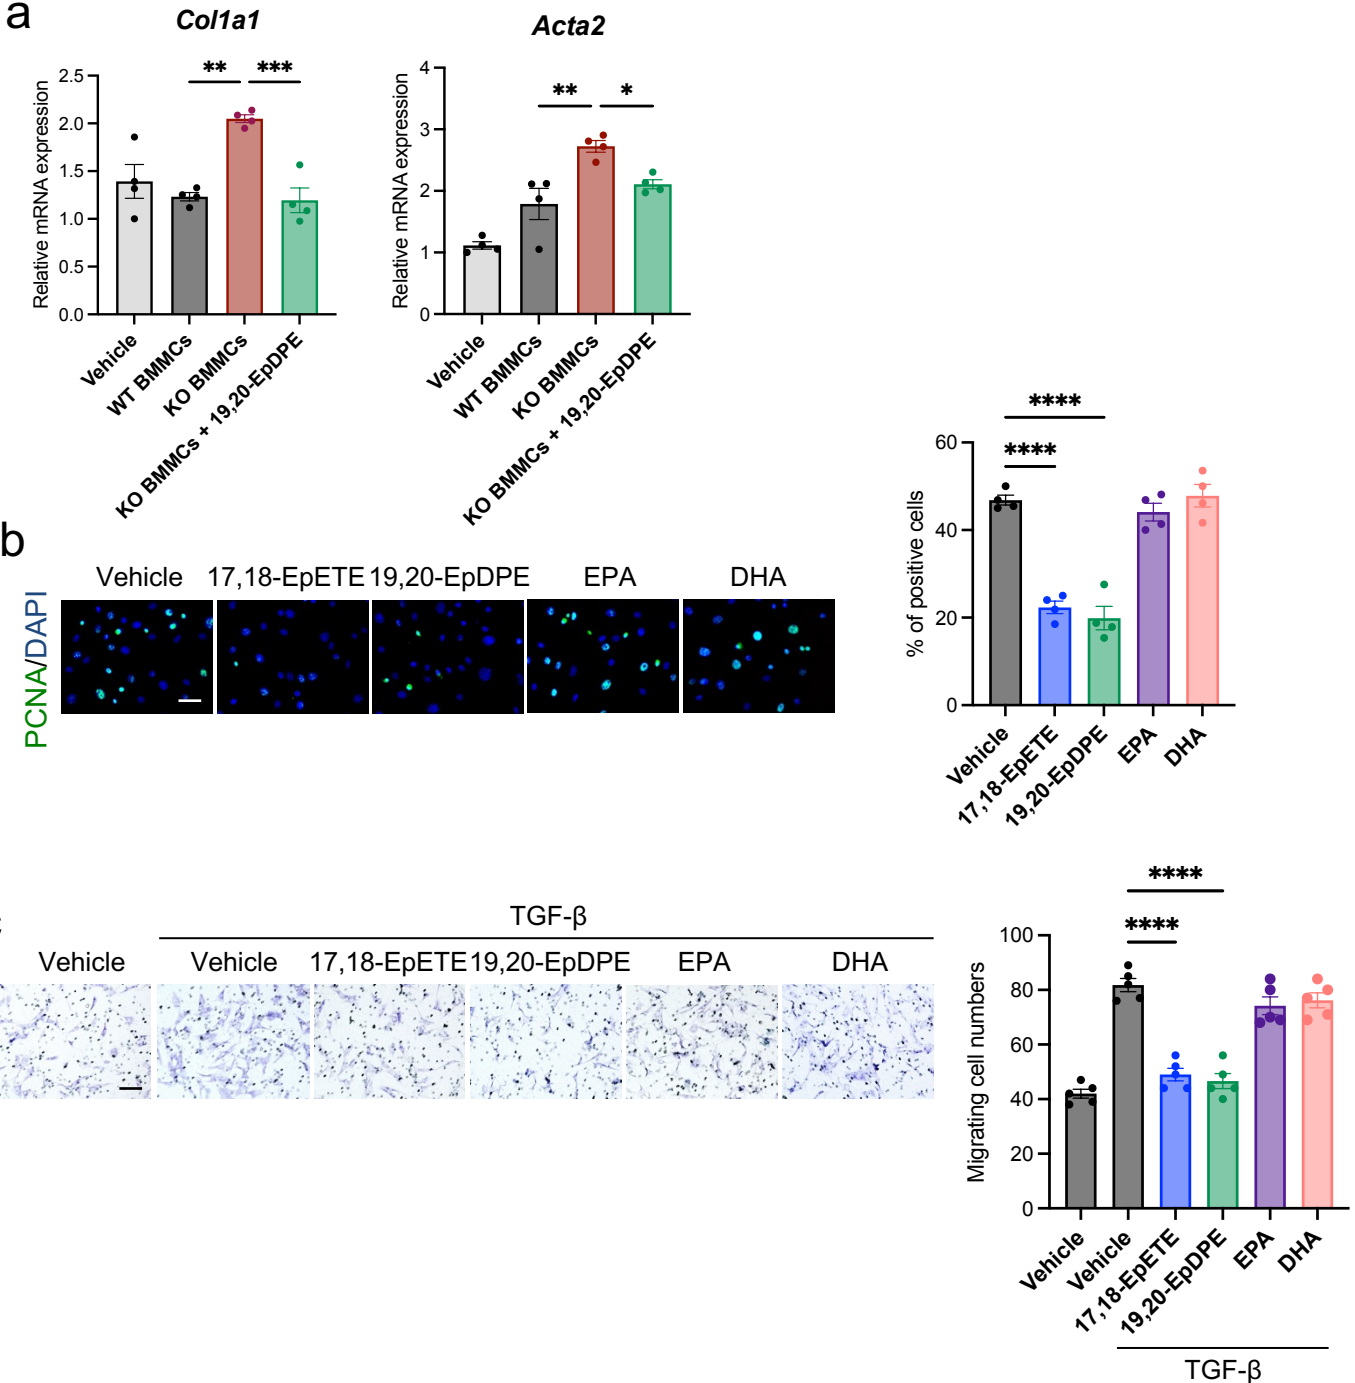 a
Col1a1
Acta2
Relative mRNA expression
2.5
2.0
1.5
1.0
0.5
0.0
** ***
Vehicle
WT BMMCs
KO BMMCs
KO BMMCs + 19,20-EpDPE
Relative mRNA expression
4
3
2
1
0
** *
Vehicle
WT BMMCs
KO BMMCs
KO BMMCs + 19,20-EpDPE
b
PCNA/DAPI
Vehicle 17,18-EpETE 19,20-EpDPE EPA DHA
% of positive cells
60
40
20
0
****
****
Vehicle
17,18-EpETE
19,20-EpDPE
EPA
DHA
TGF-β
Vehicle Vehicle 17,18-EpETE 19,20-EpDPE EPA DHA
Migrating cell numbers
100
80
60
40
20
0
****
****
Vehicle
Vehicle
17,18-EpETE
19,20-EpDPE
EPA
DHA
TGF-β